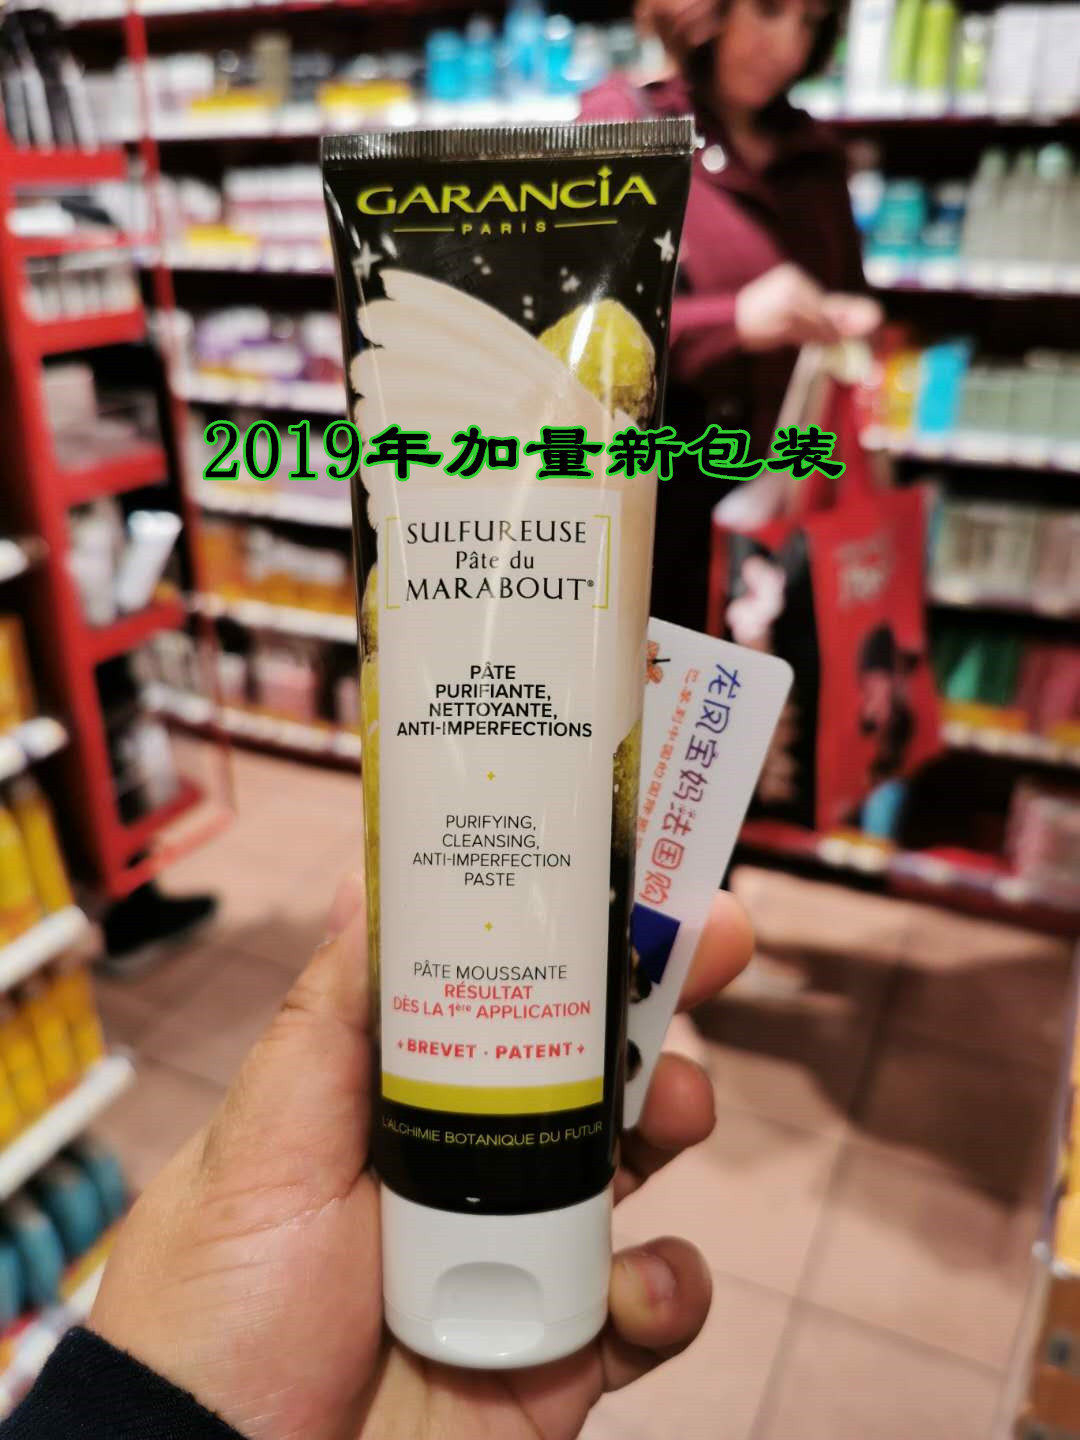 GARANCIA
PARIS
2019年加量新包装
SULFUREUSE
Pâte du
MARABOUT®
PÂTE
PURIFIANTE,
NETTOYANTE,
ANTI-IMPERFECTIONS
PURIFYING,
CLEANSING,
ANTI-IMPERFECTION
PASTE
PÂTE MOUSSANTE
RÉSULTAT
DÈS LA 1ère APPLICATION
+BREVET · PATENT+
L'ALCHIMIE BOTANIQUE DU FUTUR
龙凤宝妈法国购